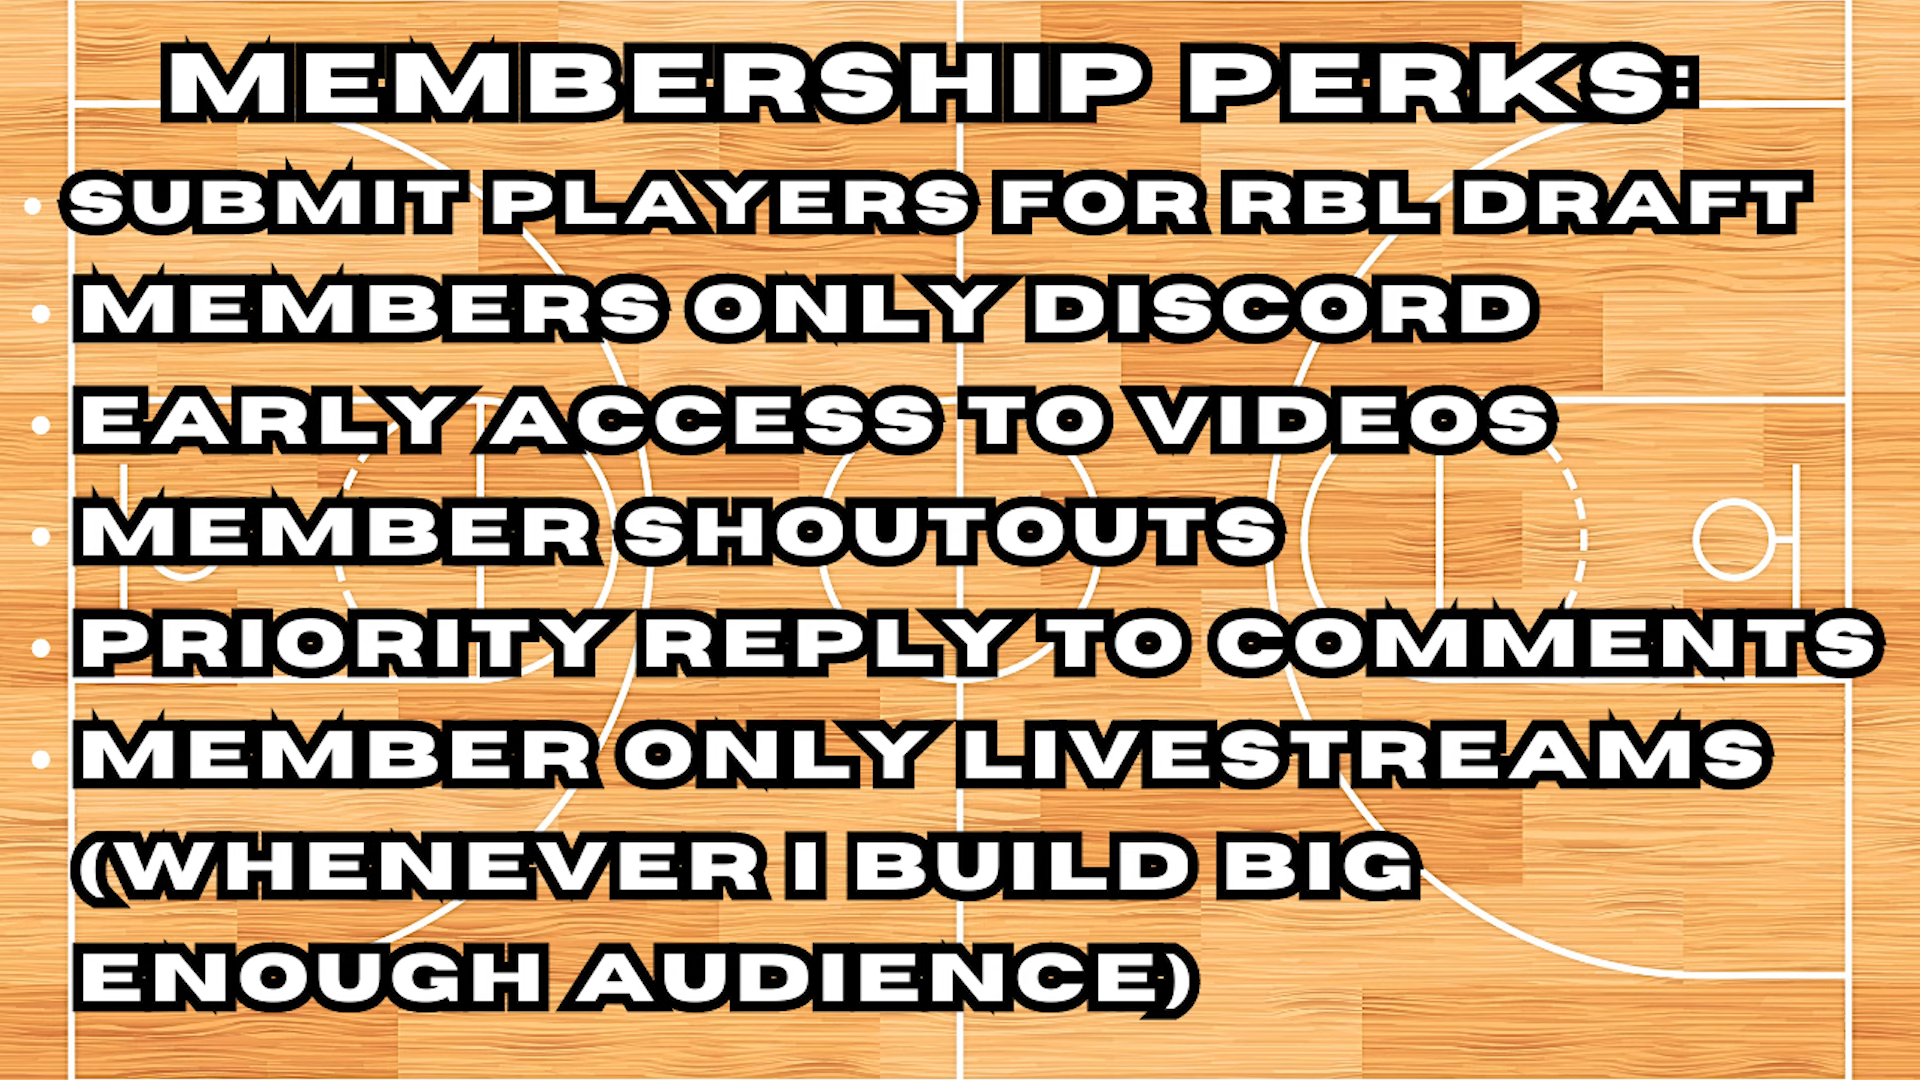 MEMBERSHIP PERKS:
• SUBMIT PLAYERS FOR RBL DRAFT
• MEMBERS ONLY DISCORD
• EARLY ACCESS TO VIDEOS
• MEMBER SHOUTOUTS
• PRIORITY REPLY TO COMMENTS
• MEMBER ONLY LIVESTREAMS
(WHENEVER I BUILD BIG
ENOUGH AUDIENCE)